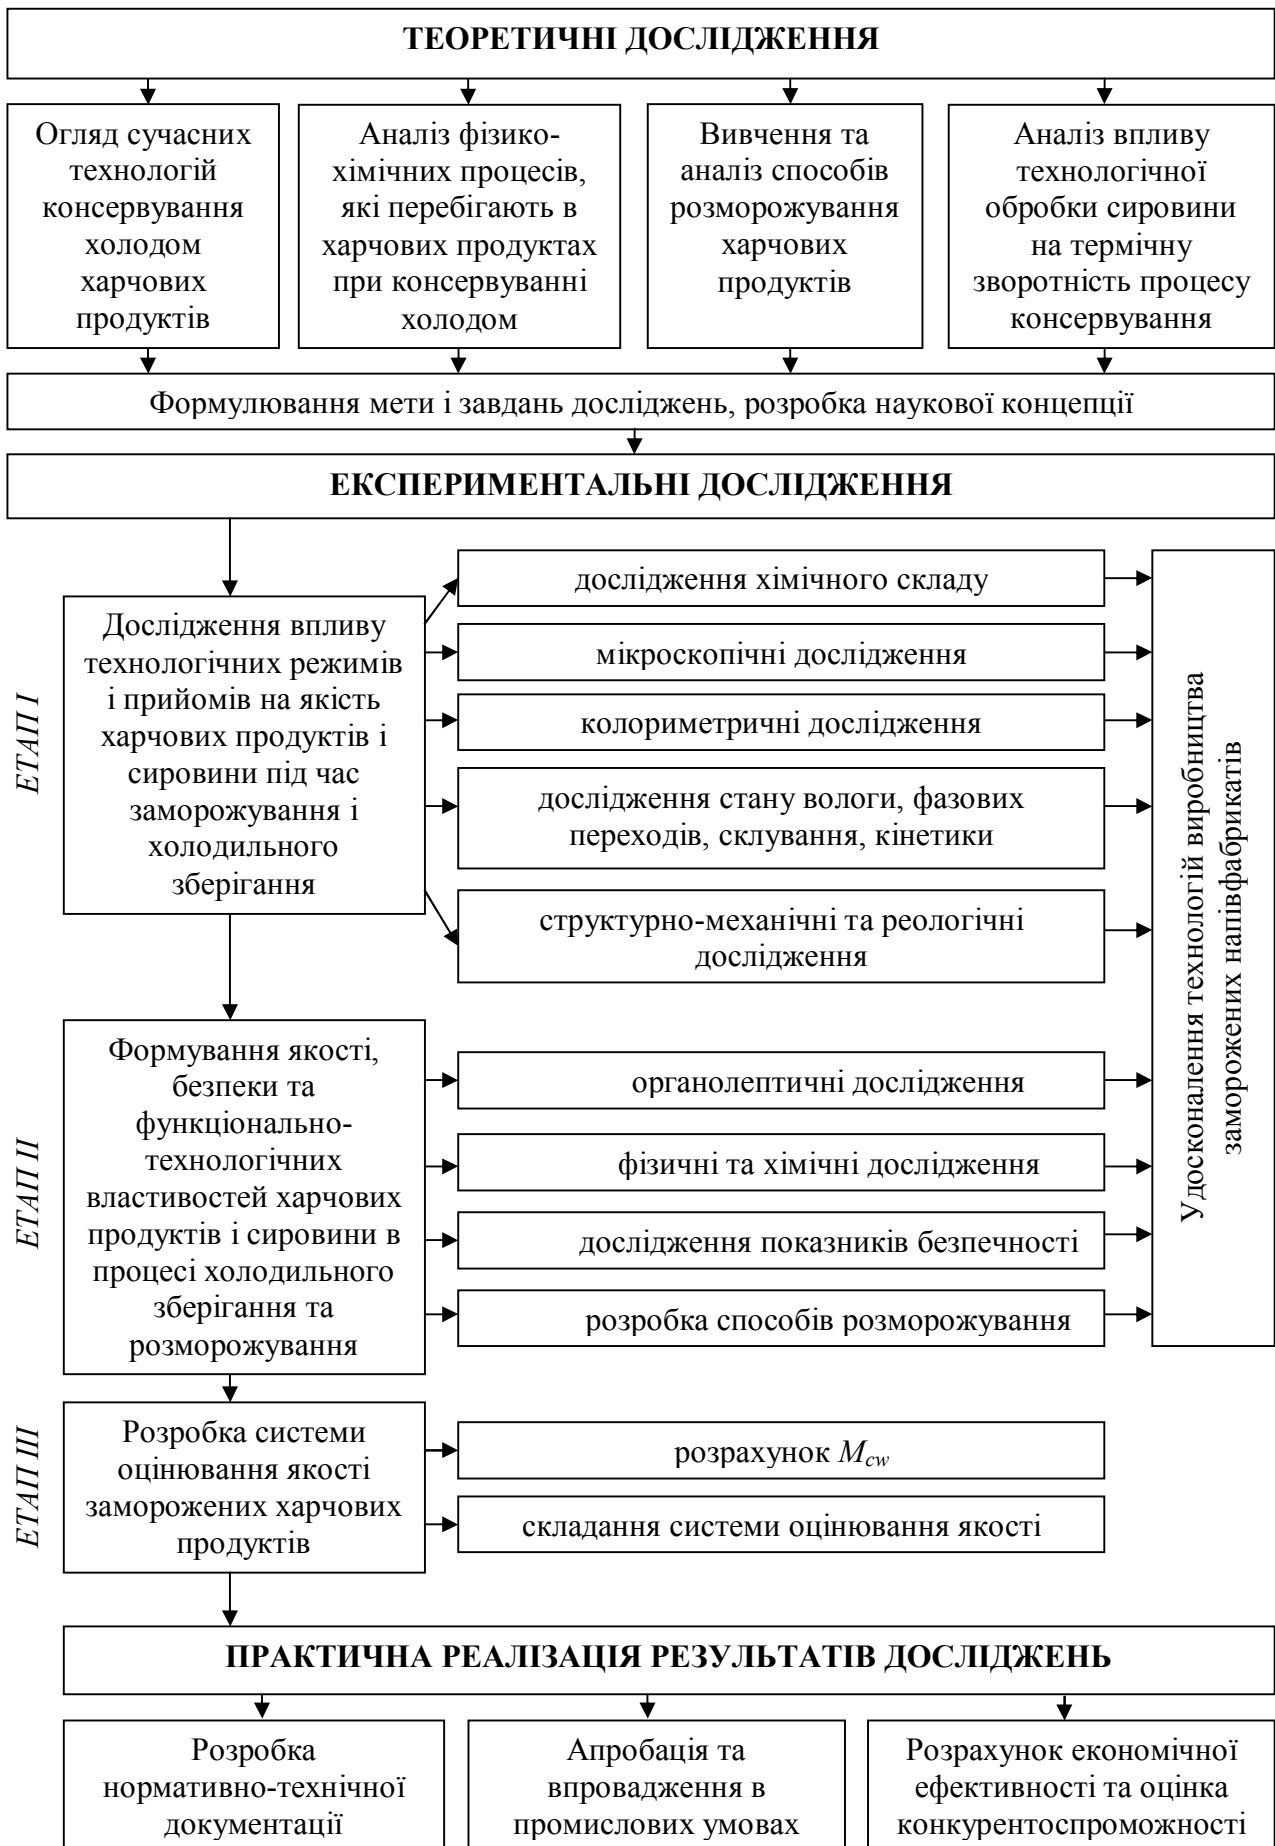 ТЕОРЕТИЧНІ ДОСЛІДЖЕННЯ
Огляд сучасних
технологій
консервування
холодом
харчових
продуктів
Аналіз фізико-
хімічних процесів,
які перебігають в
харчових продуктах
при консервуванні
холодом
Вивчення та
аналіз способів
розморожування
харчових
продуктів
Аналіз впливу
технологічної
обробки сировини
на термічну
зворотність процесу
консервування
Формулювання мети і завдань досліджень, розробка наукової концепції
ЕКСПЕРИМЕНТАЛЬНІ ДОСЛІДЖЕННЯ
ЕТАП I
Дослідження впливу
технологічних режимів
і прийомів на якість
харчових продуктів і
сировини під час
заморожування і
холодильного
зберігання
дослідження хімічного складу
мікроскопічні дослідження
колориметричні дослідження
дослідження стану вологи, фазових
переходів, склування, кінетики
структурно-механічні та реологічні
дослідження
Удосконалення технологій виробництва
заморожених напівфабрикатів
ЕТАП II
Формування якості,
безпеки та
функціонально-
технологічних
властивостей харчових
продуктів і сировини в
процесі холодильного
зберігання та
розморожування
органолептичні дослідження
фізичні та хімічні дослідження
дослідження показників безпечності
розробка способів розморожування
ЕТАП III
Розробка системи
оцінювання якості
заморожених харчових
продуктів
розрахунок M_cw
складання системи оцінювання якості
ПРАКТИЧНА РЕАЛІЗАЦІЯ РЕЗУЛЬТАТІВ ДОСЛІДЖЕНЬ
Розробка
нормативно-технічної
документації
Апробація та
впровадження в
промислових умовах
Розрахунок економічної
ефективності та оцінка
конкурентоспроможності